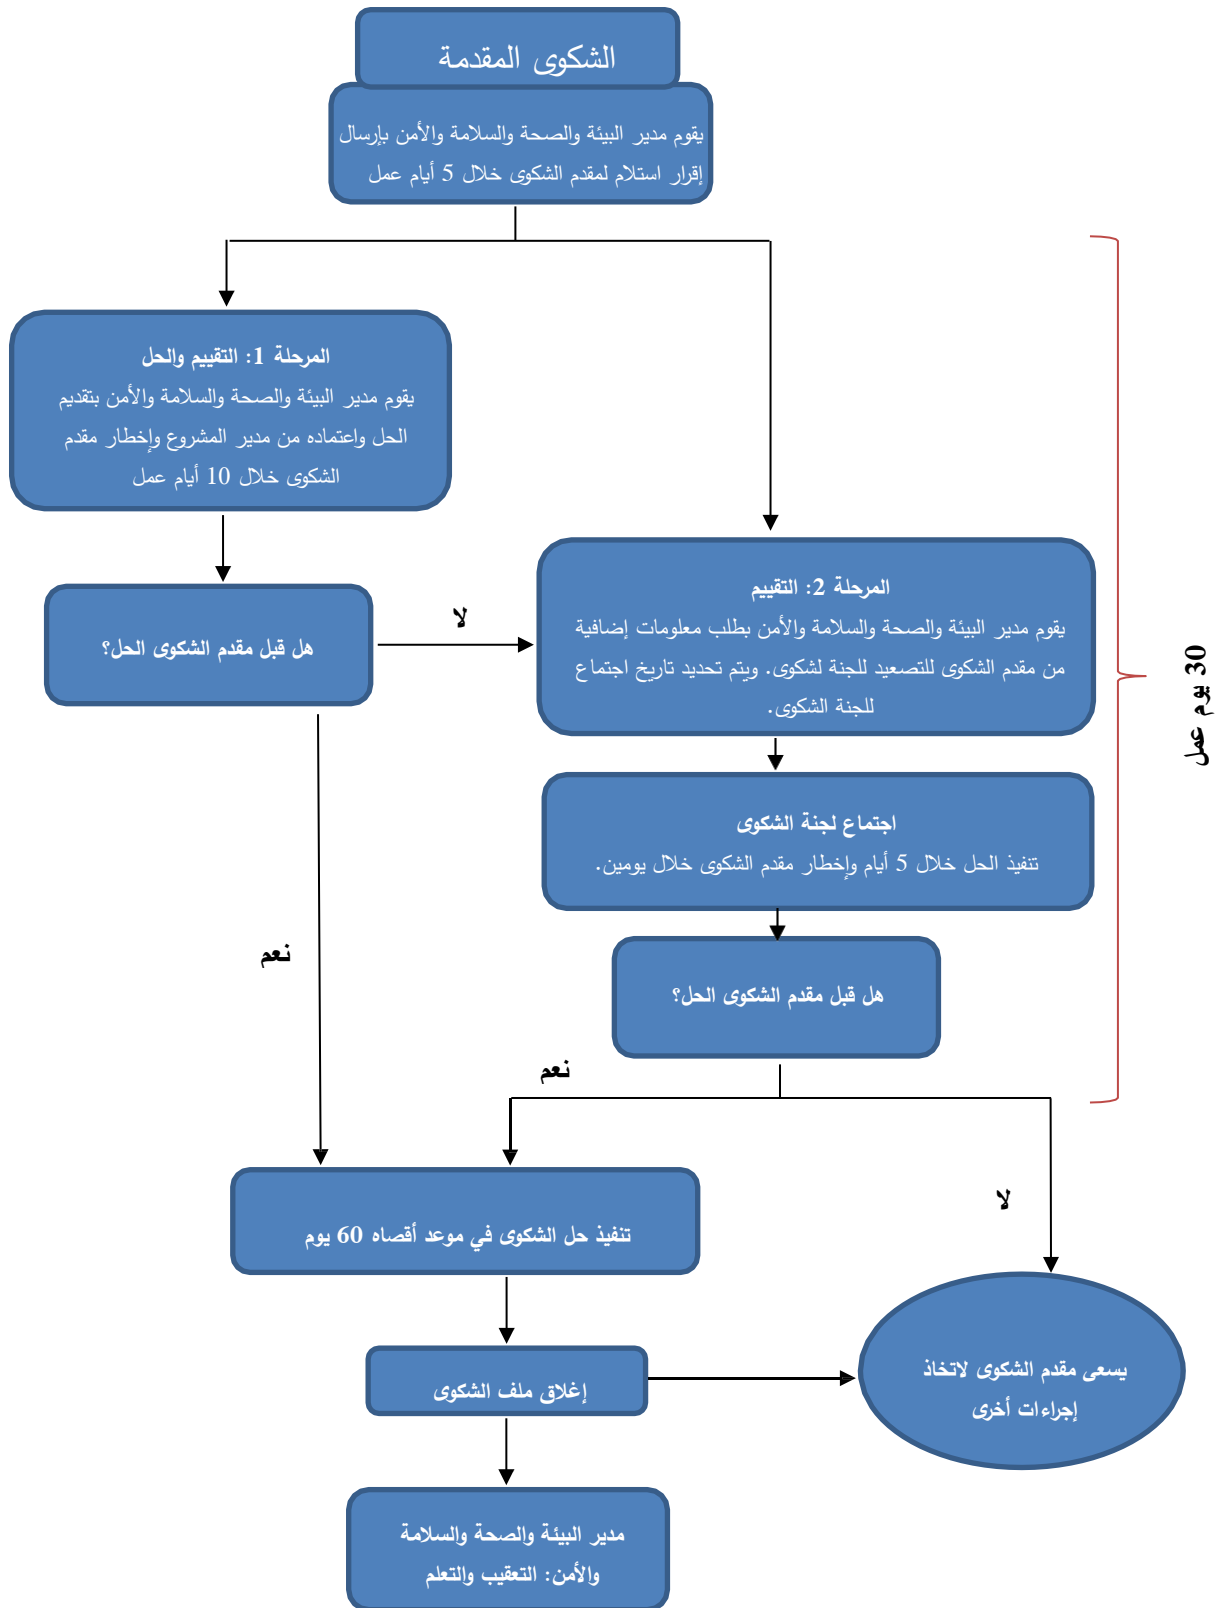 الشكوى المقدمة
يقوم مدير البيئة والصحة والسلامة والأمن بإرسال
إقرار استلام لمقدم الشكوى خلال 5 أيام عمل
المرحلة 1: التقييم والحل
يقوم مدير البيئة والصحة والسلامة والأمن بتقديم
الحل واعتماده من مدير المشروع وإخطار مقدم
الشكوى خلال 10 أيام عمل
هل قبل مقدم الشكوى الحل؟
لا
المرحلة 2: التقييم
يقوم مدير البيئة والصحة والسلامة والأمن بطلب معلومات إضافية
من مقدم الشكوى للتصعيد للجنة لشكوى. ويتم تحديد تاريخ اجتماع
للجنة الشكوى.
30 يوم عمل
اجتماع لجنة الشكوى
تنفيذ الحل خلال 5 أيام وإخطار مقدم الشكوى خلال يومين.
نعم
هل قبل مقدم الشكوى الحل؟
نعم
لا
تنفيذ حل الشكوى في موعد أقصاه 60 يوم
إغلاق ملف الشكوى
يسعى مقدم الشكوى لاتخاذ
إجراءات أخرى
مدير البيئة والصحة والسلامة
والأمن: التعقيب والتعلم